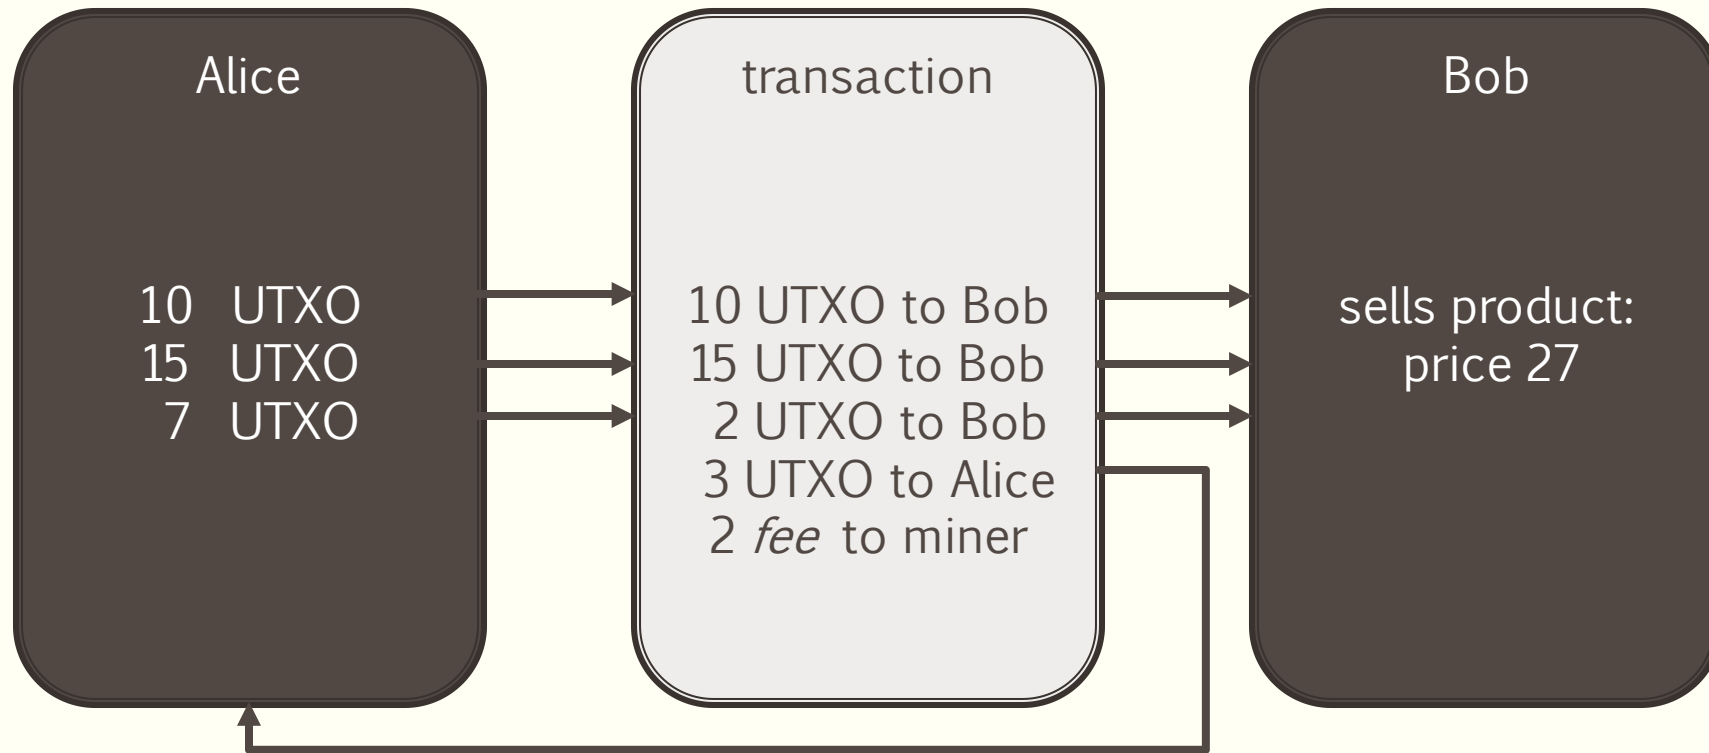 Alice
10 UTXO
15 UTXO
7 UTXO
transaction
10 UTXO to Bob
15 UTXO to Bob
2 UTXO to Bob
3 UTXO to Alice
2 fee to miner
Bob
sells product:
price 27